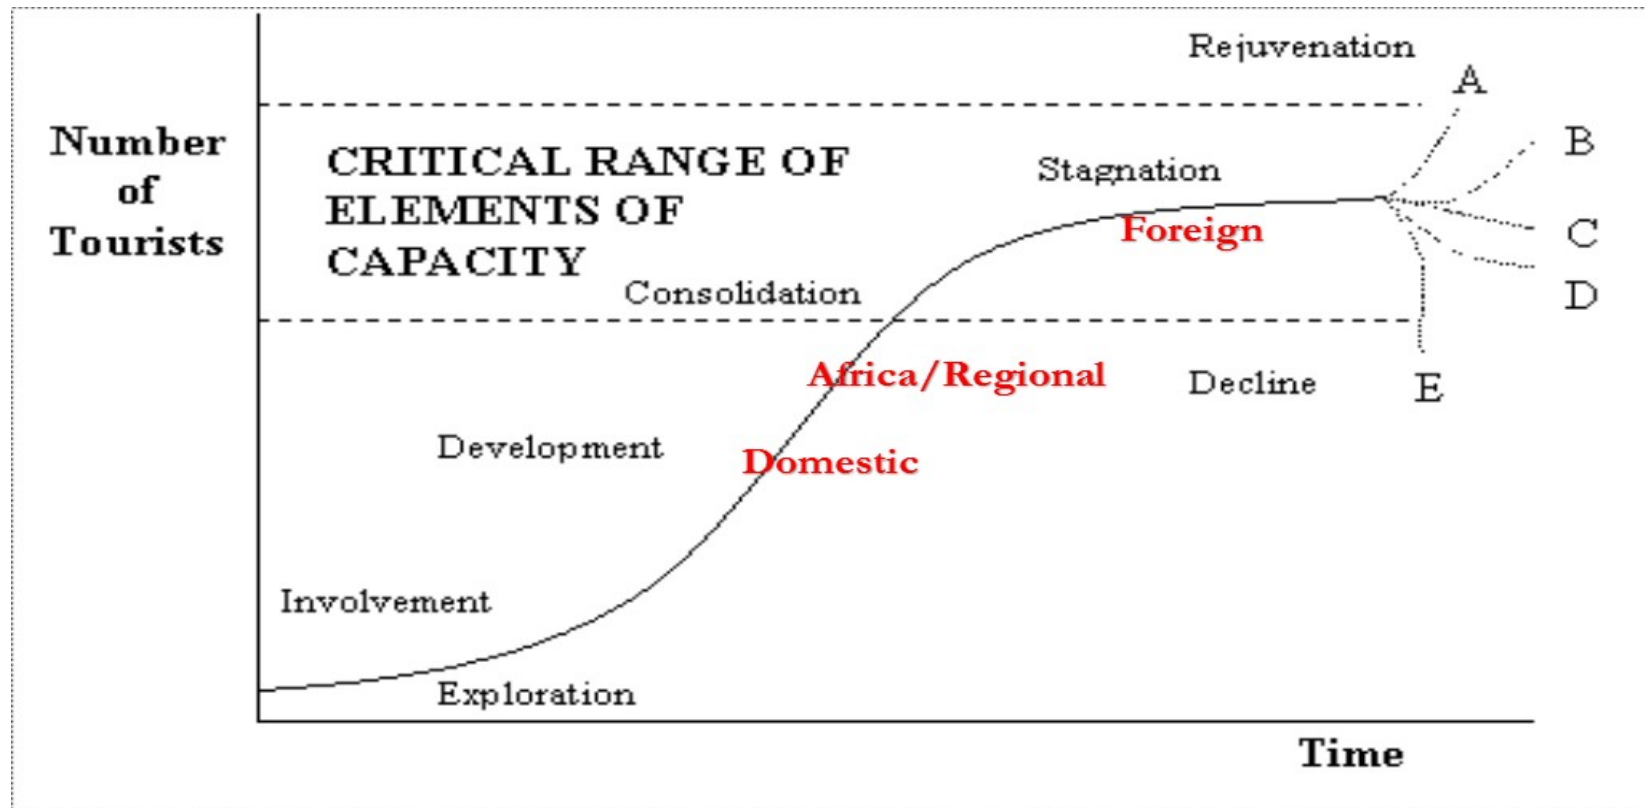 Rejuvenation
A
Number
of
Tourists
CRITICAL RANGE OF
ELEMENTS OF
CAPACITY
Stagnation
B
Foreign
C
Consolidation
D
Africa/Regional
Decline
E
Development
Domestic
Involvement
Exploration
Time